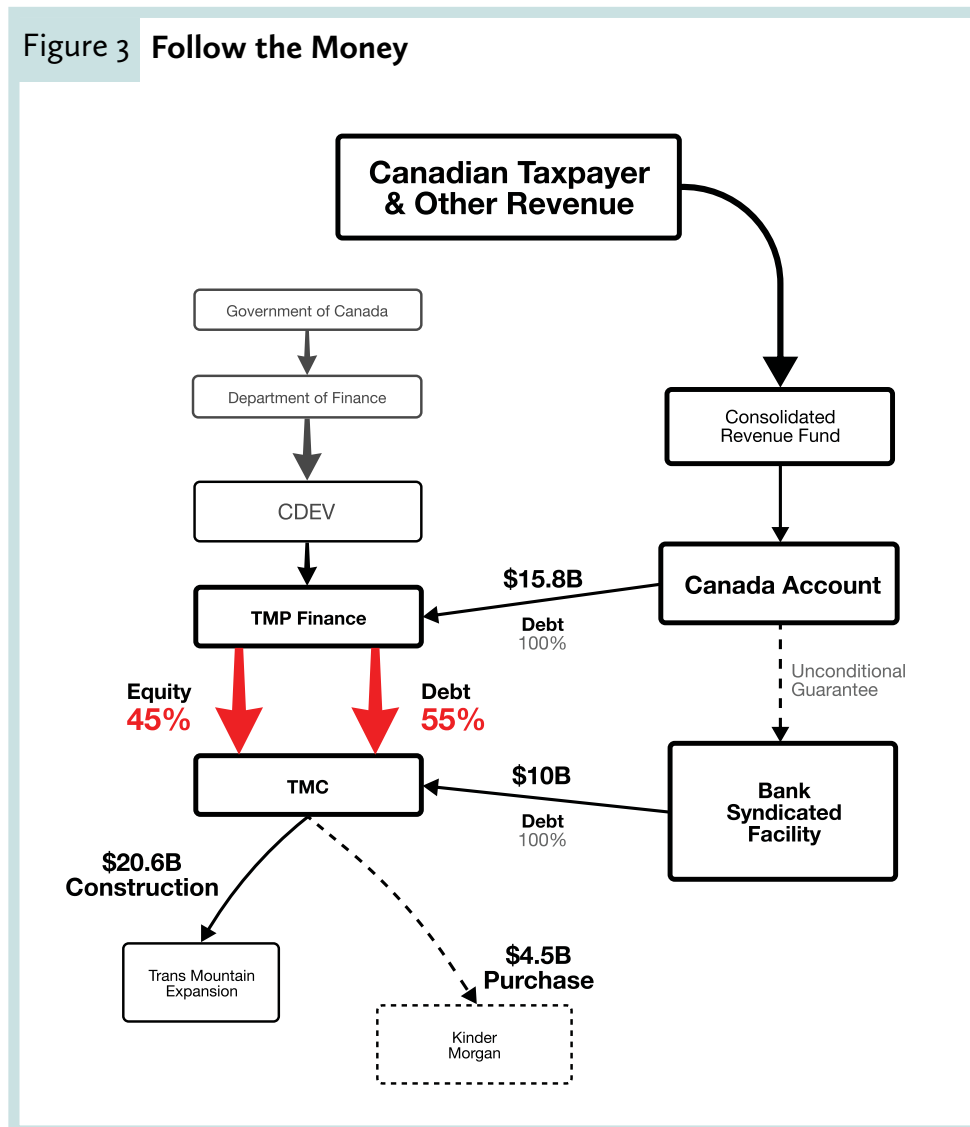 Figure 3
Follow the Money
Canadian Taxpayer
& Other Revenue
Government of Canada
Department of Finance
CDEV
Consolidated
Revenue Fund
Canada Account
$15.8B
Debt
100%
TMP Finance
Unconditional
Guarantee
Equity
45%
Debt
55%
TMC
$10B
Debt
100%
Bank
Syndicated
Facility
$20.6B
Construction
Trans Mountain
Expansion
$4.5B
Purchase
Kinder
Morgan